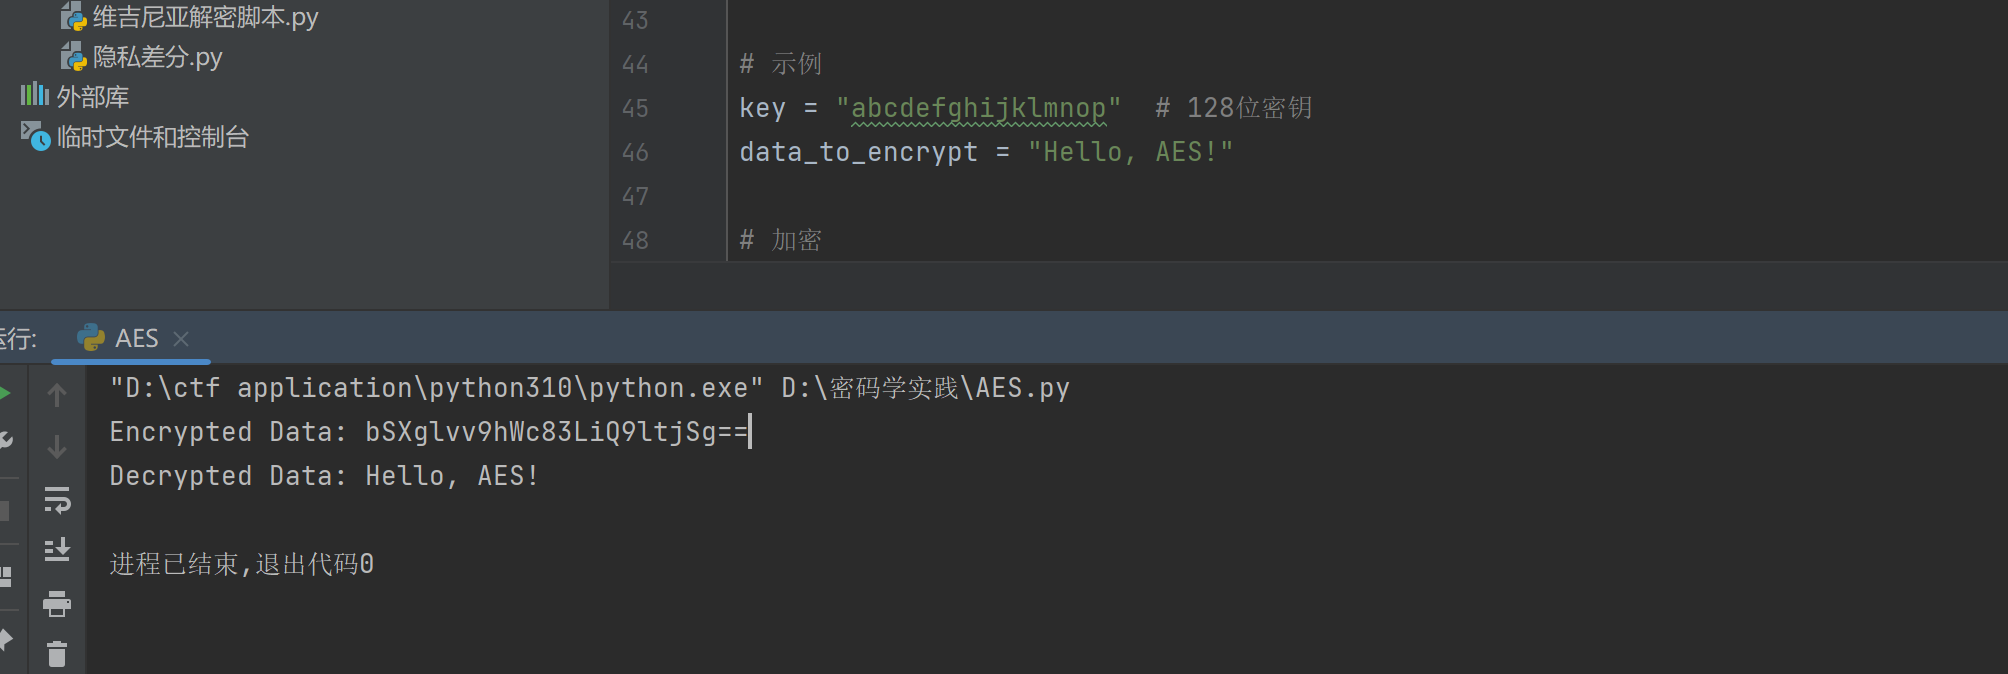 维吉尼亚解密脚本.py
隐私差分.py
外部库
临时文件和控制台
43
44 # 示例
45 key = "abcdefghijklmnop" # 128位密钥
46 data_to_encrypt = "Hello, AES!"
47
48 # 加密
运行: AES
"D:\ctf application\python310\python.exe" D:\密码学实践\AES.py
Encrypted Data: bSXglvv9hWc83LiQ9ltjSg==
Decrypted Data: Hello, AES!
进程已结束,退出代码0